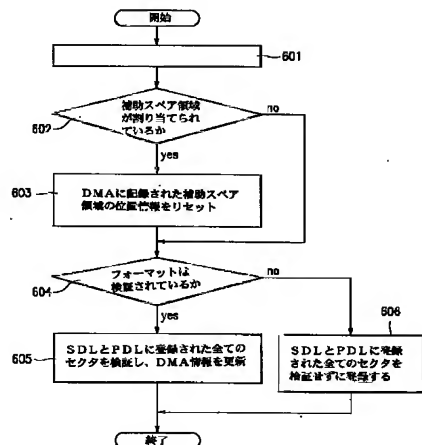 開始
601
補助スペア領域
が割り当てられ
ているか
no
602
yes
603
DMAに記録された補助スペア
領域の位置情報をリセット
フォーマットは
検証されているか
no
604
yes
606
605
SDLとPDLに登録された全ての
セクタを検証し、DMA情報を更新
SDLとPDLに登録
された全てのセクタを
検証せずに登録する
終了